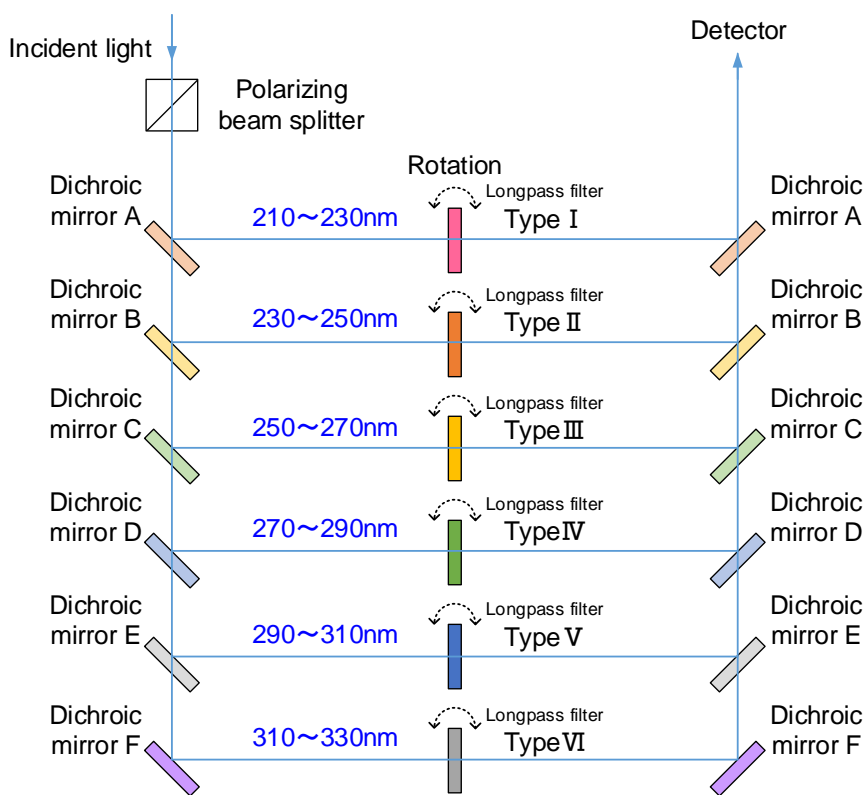 Incident light
Detector
Polarizing
beam splitter
Rotation
Dichroic
mirror A
210～230nm
Longpass filter
Type Ⅰ
Dichroic
mirror A
Dichroic
mirror B
230～250nm
Longpass filter
Type Ⅱ
Dichroic
mirror B
Dichroic
mirror C
250～270nm
Longpass filter
Type Ⅲ
Dichroic
mirror C
Dichroic
mirror D
270～290nm
Longpass filter
Type Ⅳ
Dichroic
mirror D
Dichroic
mirror E
290～310nm
Longpass filter
Type Ⅴ
Dichroic
mirror E
Dichroic
mirror F
310～330nm
Longpass filter
Type Ⅵ
Dichroic
mirror F